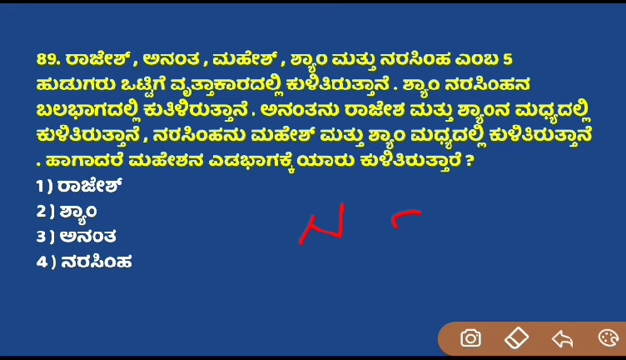 89. ರಾಜೇಶ್ , ಅನಂತ , ಮಹೇಶ್ , ಶ್ಯಾಂ ಮತ್ತು ನರಸಿಂಹ ಎಂಬ 5
ಹುಡುಗರು ಒಟ್ಟಿಗೆ ವೃತ್ತಾಕಾರದಲ್ಲಿ ಕುಳಿತಿರುತ್ತಾನೆ . ಶ್ಯಾಂ ನರಸಿಂಹನ
ಬಲಭಾಗದಲ್ಲಿ ಕುತಿಳಿರುತ್ತಾನೆ . ಅನಂತನು ರಾಜೇಶ ಮತ್ತು ಶ್ಯಾಂನ ಮಧ್ಯದಲ್ಲಿ
ಕುಳಿತಿರುತ್ತಾನೆ , ನರಸಿಂಹನು ಮಹೇಶ್ ಮತ್ತು ಶ್ಯಾಂ ಮಧ್ಯದಲ್ಲಿ ಕುಳಿತಿರುತ್ತಾನೆ
. ಹಾಗಾದರೆ ಮಹೇಶನ ಎಡಭಾಗಕ್ಕೆ ಯಾರು ಕುಳಿತಿರುತ್ತಾರೆ ?
1 ) ರಾಜೇಶ್
2 ) ಶ್ಯಾಂ
3 ) ಅನಂತ
4 ) ನರಸಿಂಹ
N